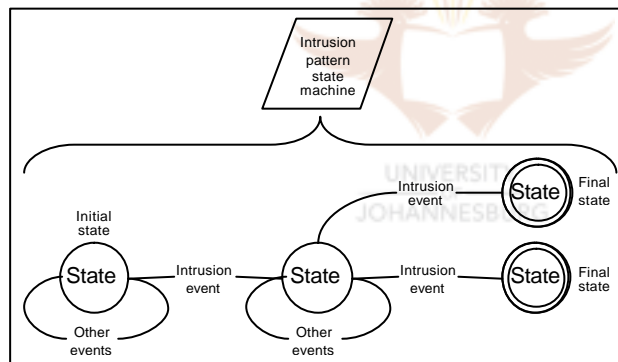 Intrusion
pattern
state
machine
UNIVERSITY
JOHANNESBURG
Intrusion
event
State
Final
state
Initial
state
State
Intrusion
event
State
Intrusion
event
State
Final
state
Other
events
Other
events